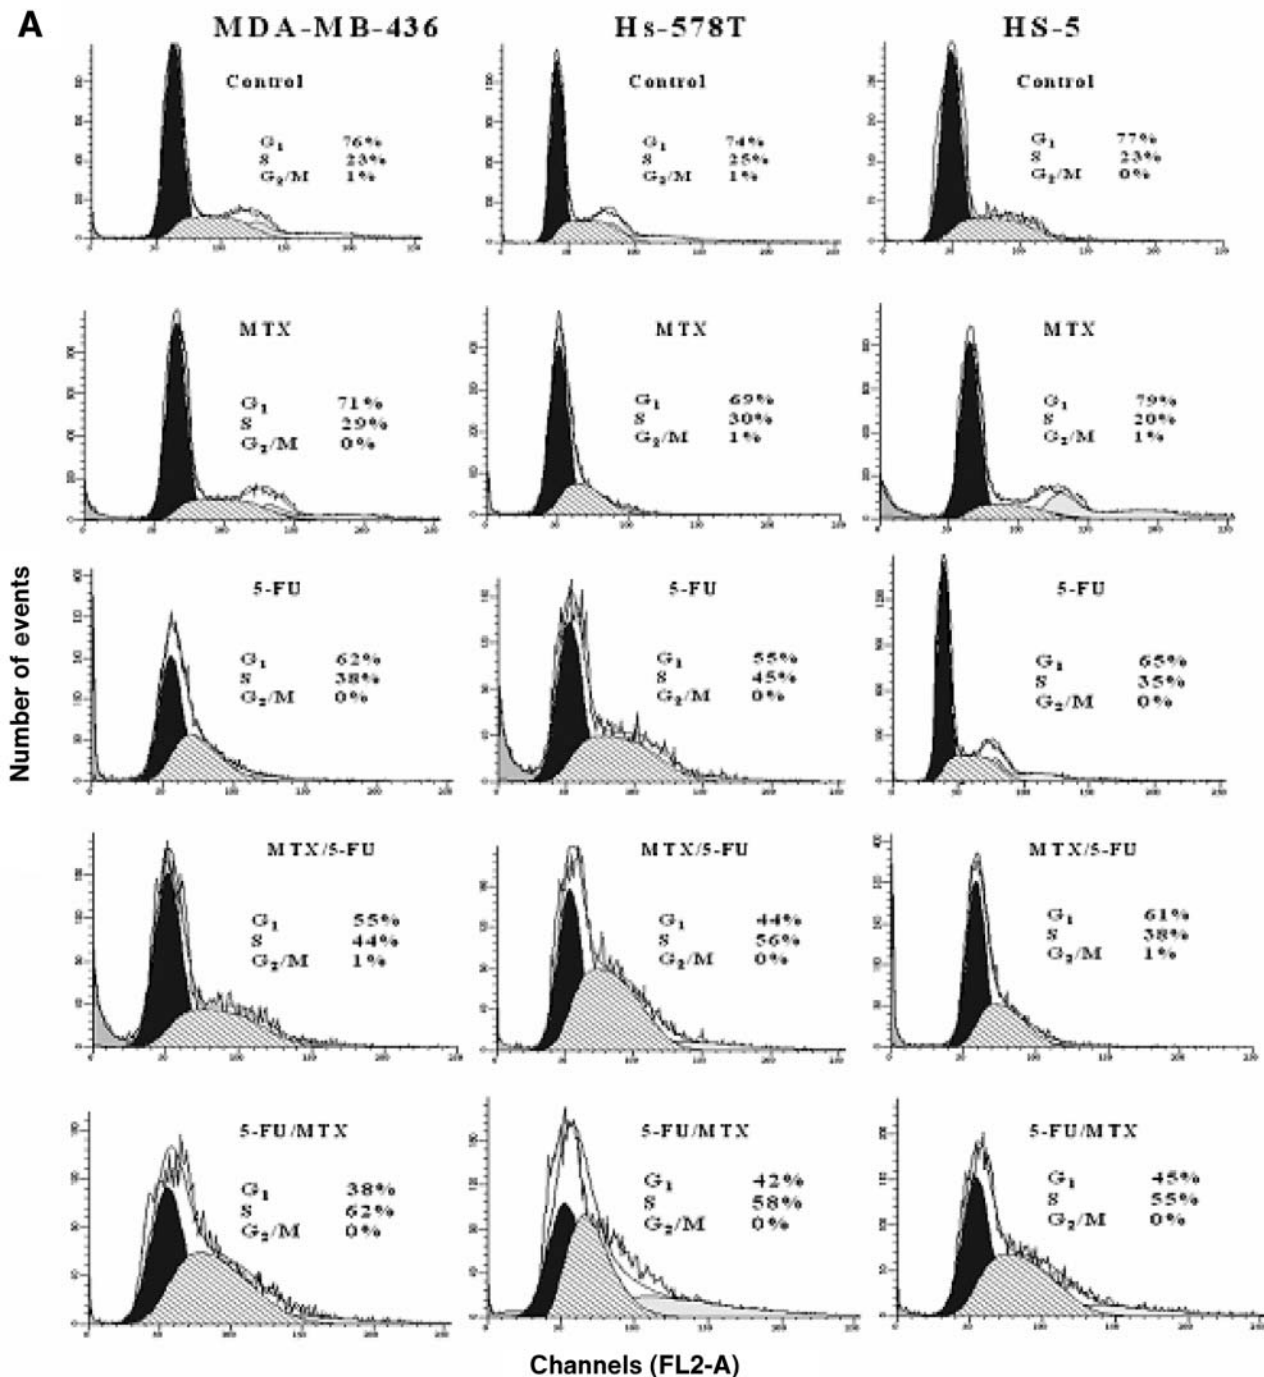 A
MDA-MB-436 Hs-578T HS-5
Control Control Control
G1 76% G1 74% G1 77%
S 23% S 25% S 23%
G2/M 1% G2/M 1% G2/M 0%
MTX MTX MTX
G1 71% G1 69% G1 79%
S 29% S 30% S 20%
G2/M 0% G2/M 1% G2/M 1%
5-FU 5-FU 5-FU
G1 62% G1 55% G1 65%
S 38% S 45% S 35%
G2/M 0% G2/M 0% G2/M 0%
MTX/5-FU MTX/5-FU MTX/5-FU
G1 55% G1 44% G1 61%
S 44% S 56% S 38%
G2/M 1% G2/M 0% G2/M 1%
5-FU/MTX 5-FU/MTX 5-FU/MTX
G1 38% G1 42% G1 45%
S 62% S 58% S 55%
G2/M 0% G2/M 0% G2/M 0%
Number of events
Channels (FL2-A)